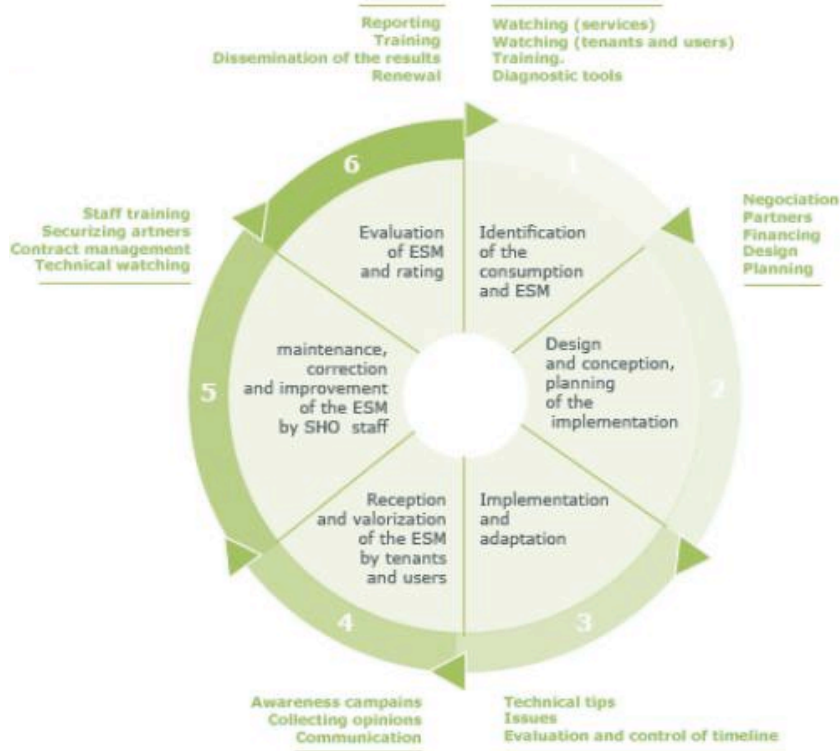 Reporting
Training
Dissemination of the results
Renewal
Watching (services)
Watching (tenants and users)
Training.
Diagnostic tools
1
Identification
of the
consumption
and ESM
Negociation
Partners
Financing
Design
Planning
2
Design
and conception,
planning
of the
implementation
3
Implementation
and
adaptation
Technical tips
Issues
Evaluation and control of timeline
4
Reception
and valorization
of the ESM
by tenants
and users
Awareness campains
Collecting opinions
Communication
5
maintenance,
correction
and improvement
of the ESM
by SHO staff
Staff training
Securizing artners
Contract management
Technical watching
6
Evaluation
of ESM
and rating